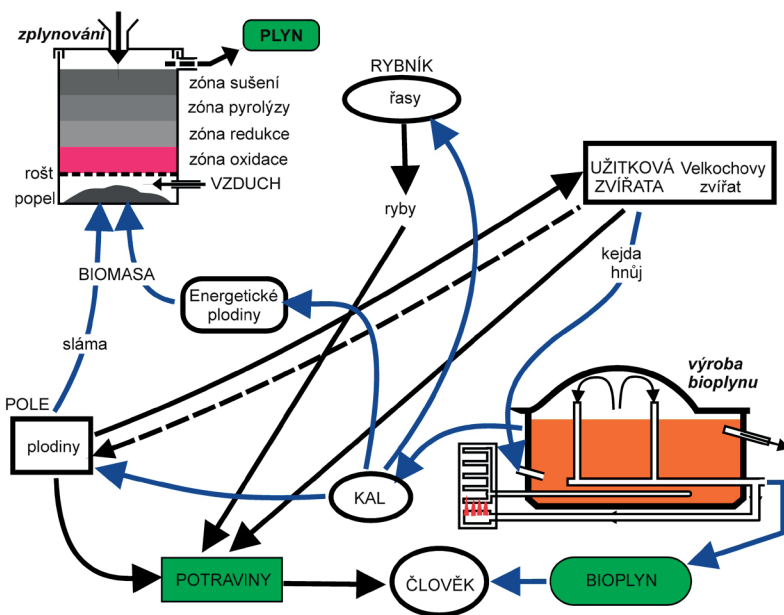 zplynování
PLYN
RYBNÍK
řasy
zóna sušení
zóna pyrolýzy
zóna redukce
zóna oxidace
rošt
VZDUCH
popel
UŽITKOVÁ Velkochovy
ZVÍŘATA zvířat
ryby
kejda
hnůj
BIOMASA
Energetické
plodiny
sláma
výroba
bioplynu
POLE
plodiny
KAL
POTRAVINY
ČLOVĚK
BIOPLYN